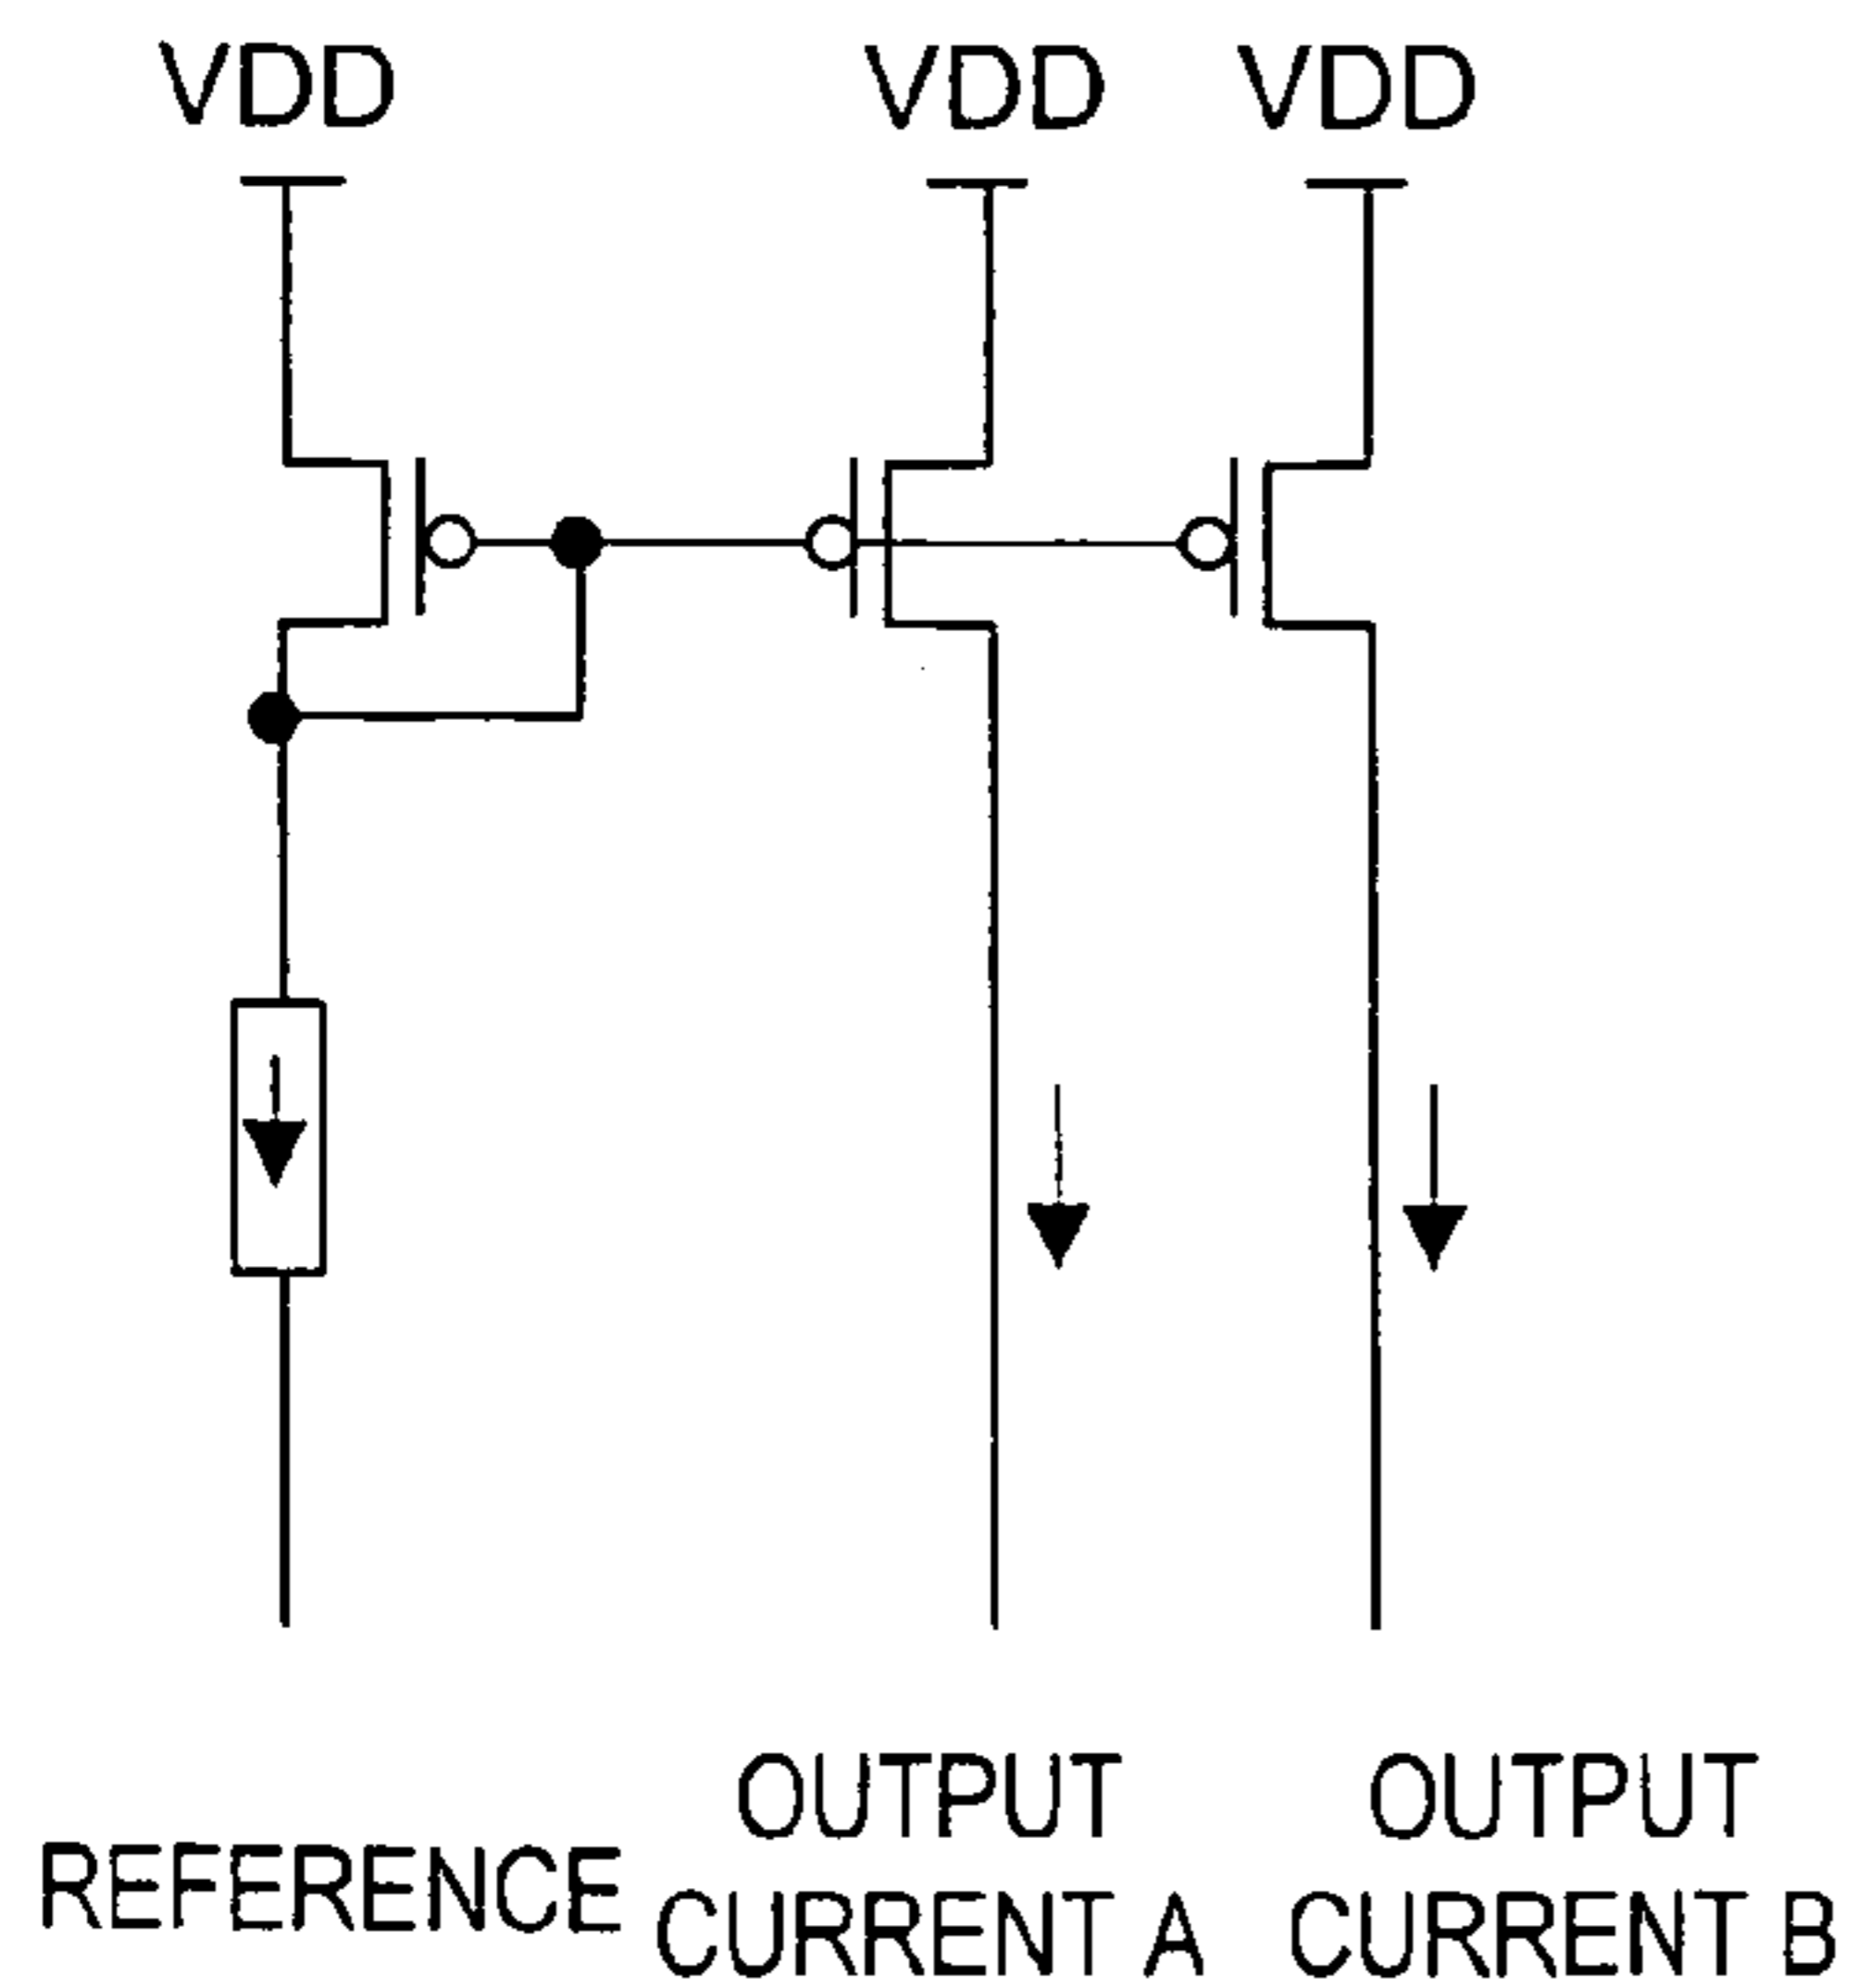 VDD
VDD
VDD
REFERENCE
OUTPUT
CURRENT A
OUTPUT
CURRENT B